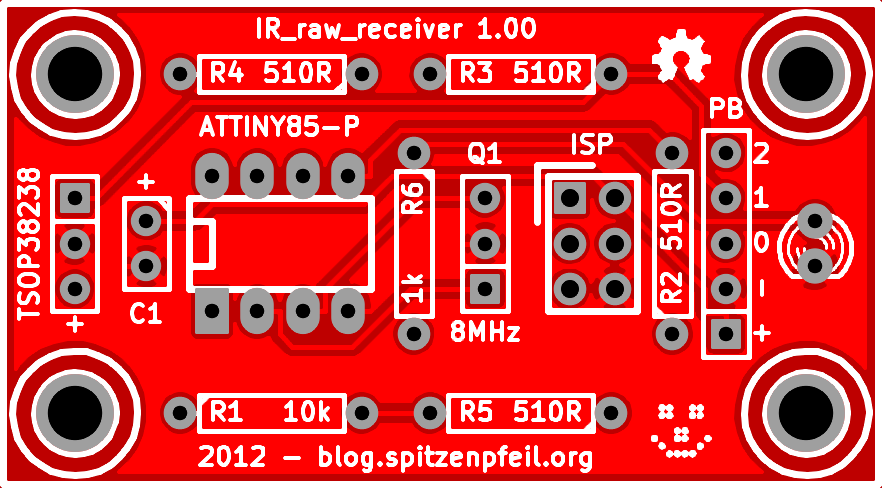 IR_raw_receiver 1.00
R4 510R
R3 510R
PB
ATTINY85-P
Q1
ISP
2
1
0
-
+
+
TSOP38238
+
C1
R6 1k
R2 510R
8MHz
R1 10k
R5 510R
2012 - blog.spitzenpfeil.org